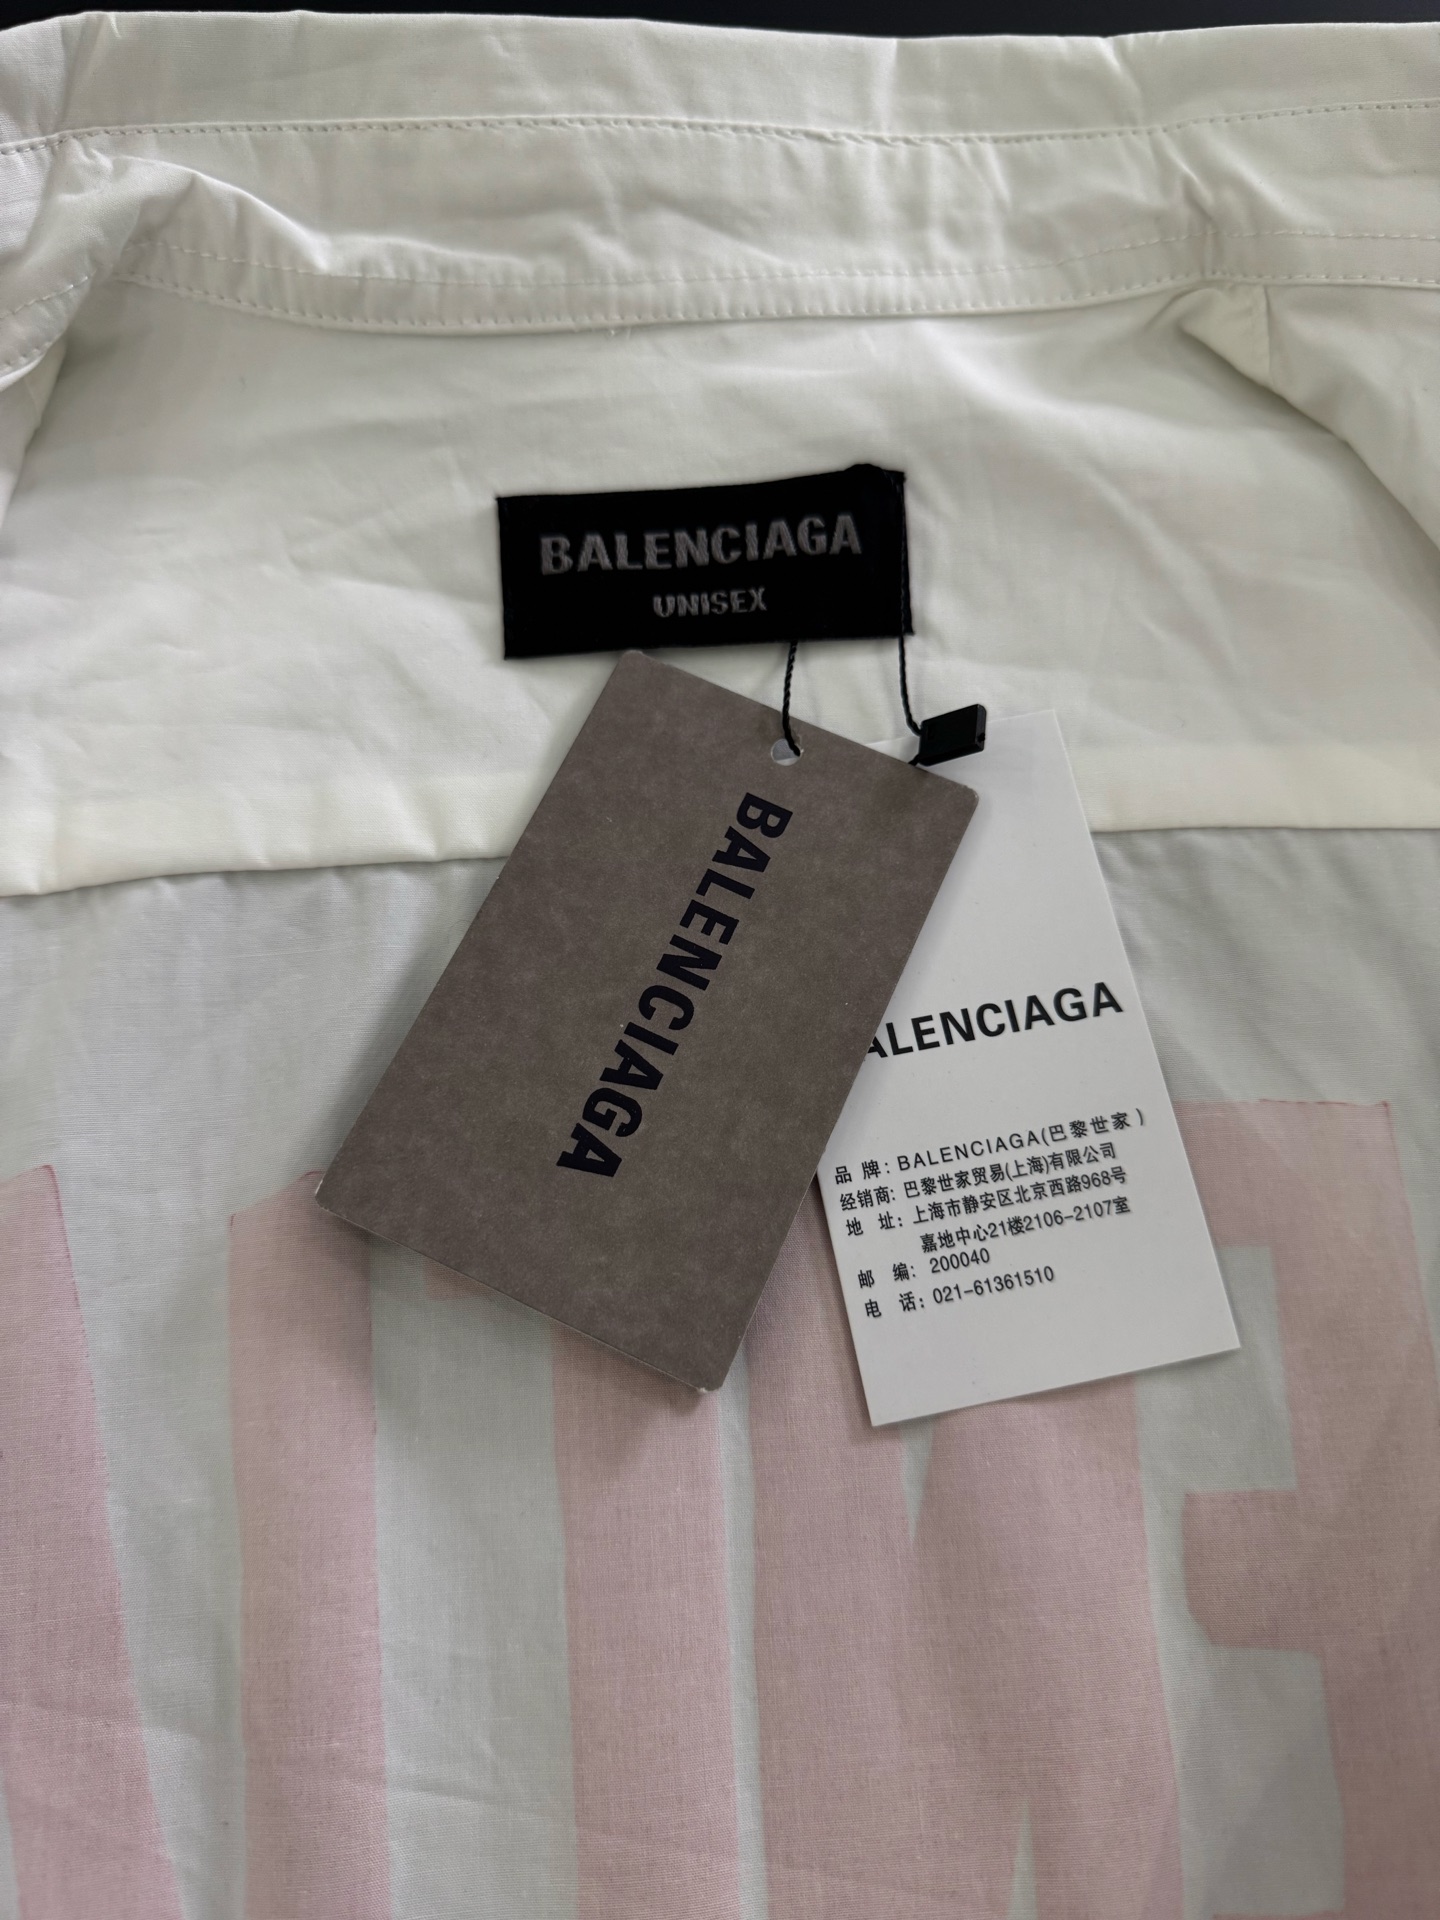 BALENCIAGA
UNISEX
BALENCIAGA
ALENCIAGA
品 牌: BALENCIAGA(巴黎世家)
经销商: 巴黎世家贸易(上海)有限公司
地 址: 上海市静安区北京西路968号
嘉地中心21楼2106-2107室
邮 编: 200040
电 话: 021-61361510